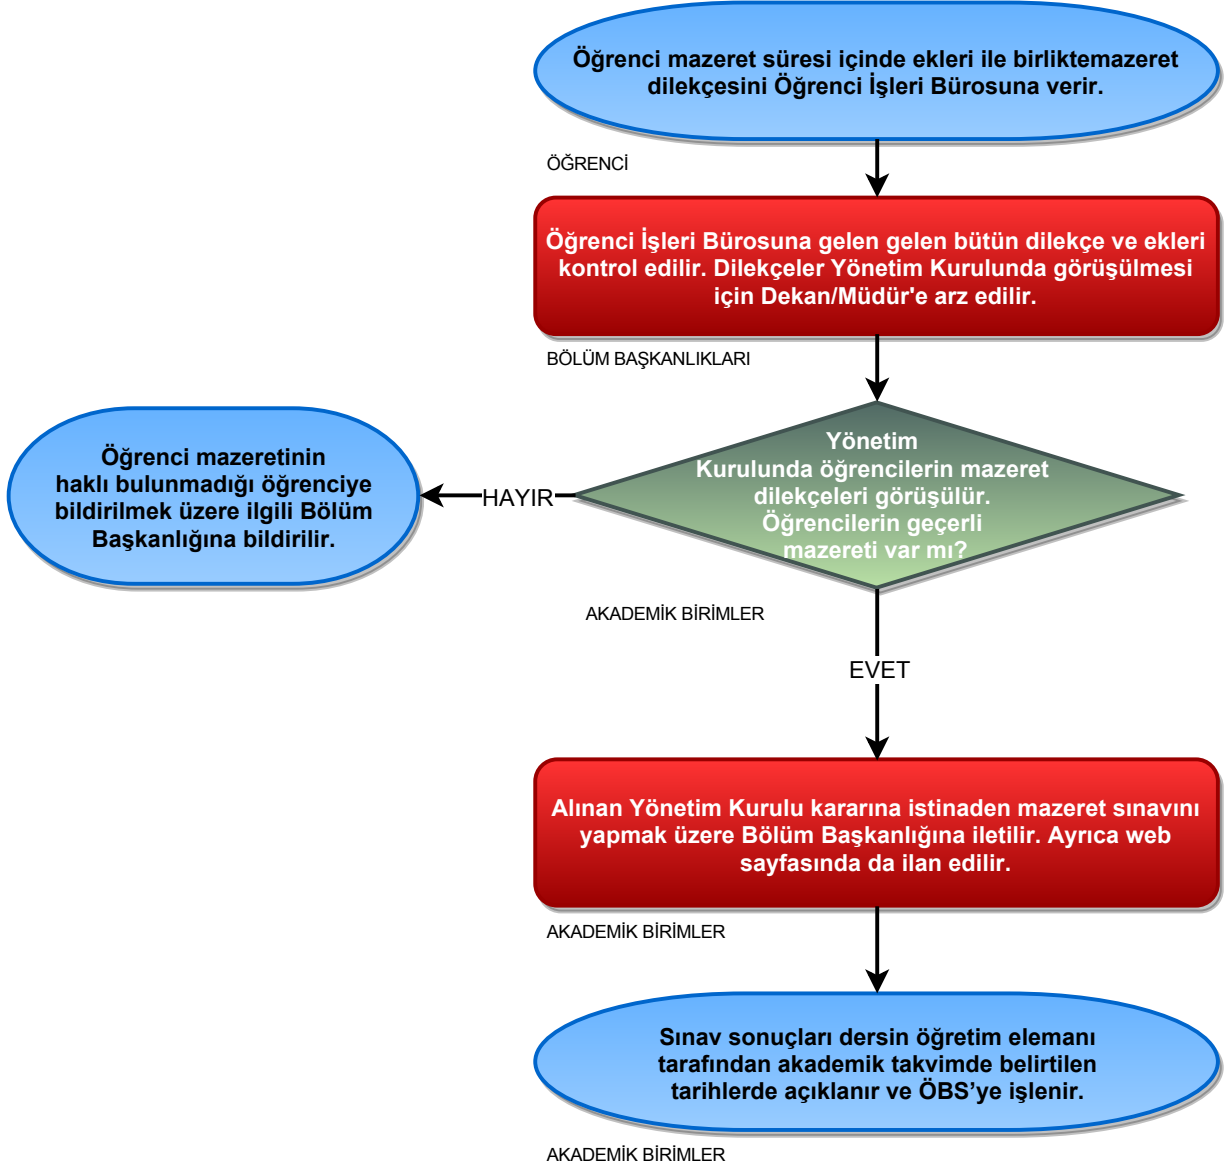 Öğrenci mazeret süresi içinde ekleri ile birliktemazeret
dilekçesini Öğrenci İşleri Bürosuna verir.
ÖĞRENCİ
Öğrenci İşleri Bürosuna gelen gelen bütün dilekçe ve ekleri
kontrol edilir. Dilekçeler Yönetim Kurulunda görüşülmesi
için Dekan/Müdür'e arz edilir.
BÖLÜM BAŞKANLIKLARI
Yönetim
Kurulunda öğrencilerin mazeret
dilekçeleri görüşülür.
Öğrencilerin geçerli
mazereti var mı?
HAYIR
Öğrenci mazeretinin
haklı bulunmadığı öğrenciye
bildirilmek üzere ilgili Bölüm
Başkanlığına bildirilir.
AKADEMİK BİRİMLER
EVET
Alınan Yönetim Kurulu kararına istinaden mazeret sınavını
yapmak üzere Bölüm Başkanlığına iletilir. Ayrıca web
sayfasında da ilan edilir.
AKADEMİK BİRİMLER
Sınav sonuçları dersin öğretim elemanı
tarafından akademik takvimde belirtilen
tarihlerde açıklanır ve ÖBS’ye işlenir.
AKADEMİK BİRİMLER